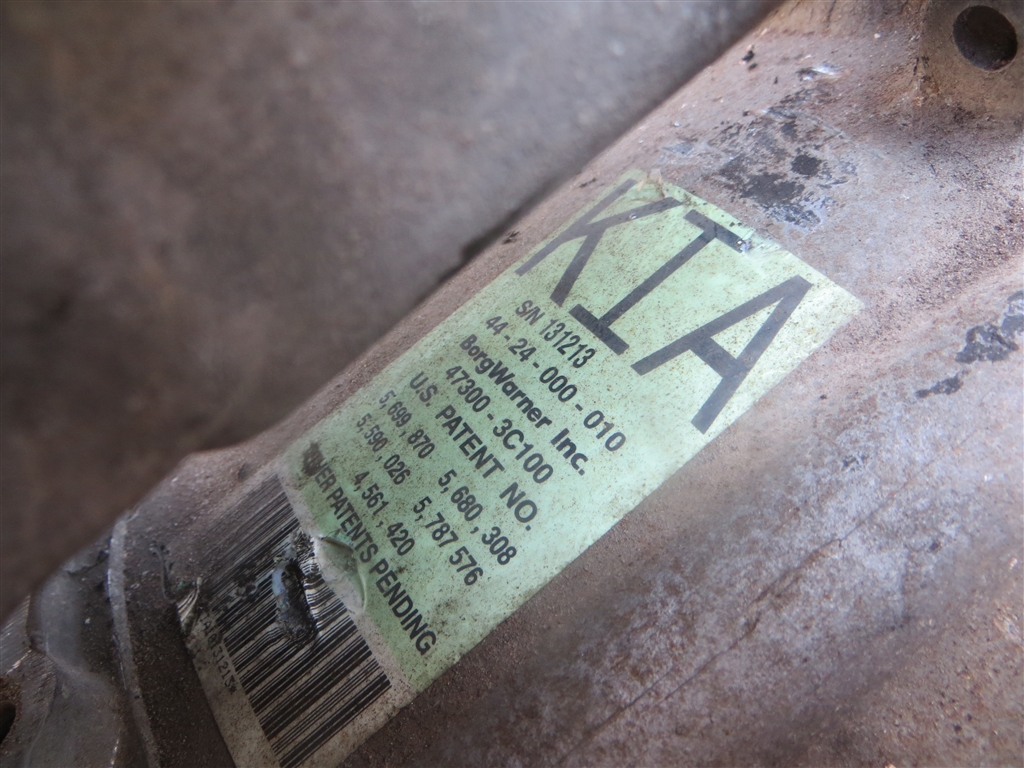 KIA
S/N 131213
44 - 24 - 000 - 010
BorgWarner Inc.
47300 - 3C100
U.S. PATENT NO.
5,699,870 5,680,308
5,590,026 5,787 576
4,561,420
PATENTS PENDING